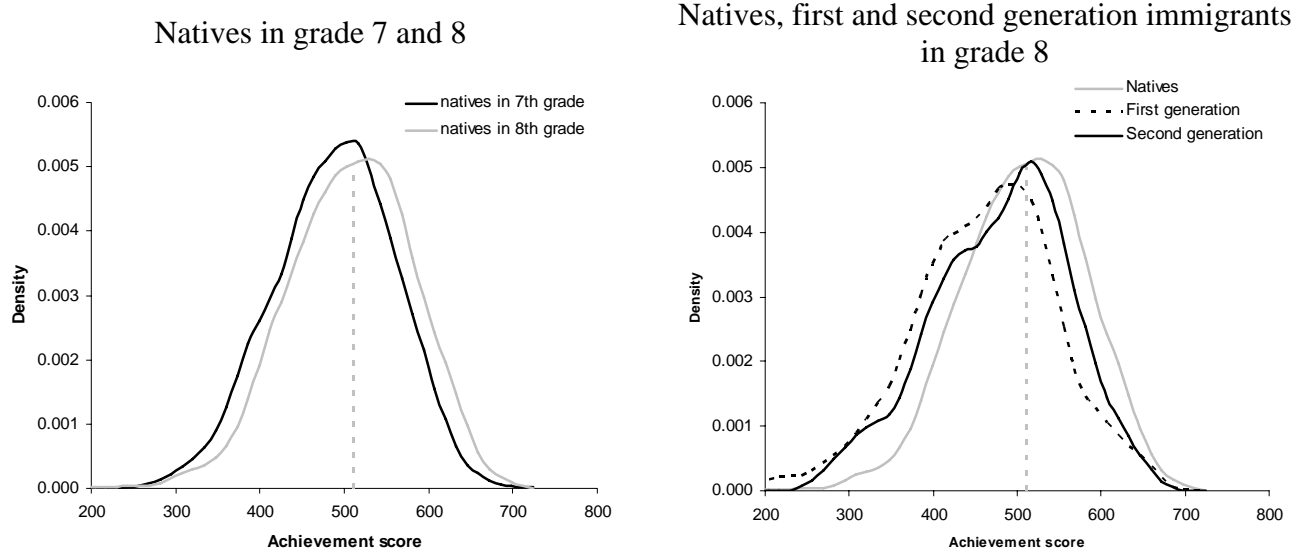 Natives in grade 7 and 8
0.006
0.005
0.004
0.003
0.002
0.001
0.000
Density
natives in 7th grade
natives in 8th grade
200 300 400 500 600 700 800
Achievement score
Natives, first and second generation immigrants
in grade 8
0.006
0.005
0.004
0.003
0.002
0.001
0.000
Density
Natives
First generation
Second generation
200 300 400 500 600 700 800
Achievement score